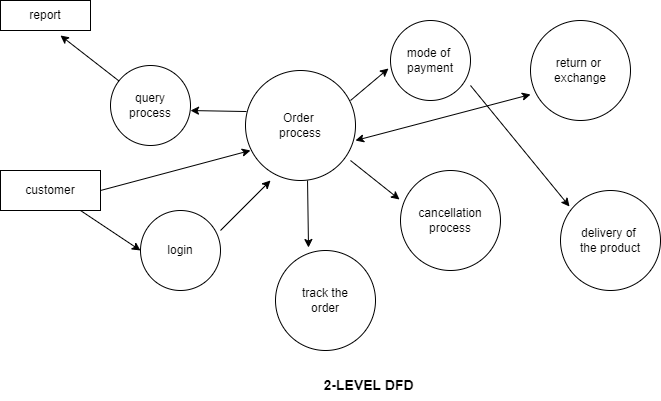 report
mode of
payment
return or
exchange
query
process
Order
process
customer
cancellation
process
login
delivery of
the product
track the
order
2-LEVEL DFD